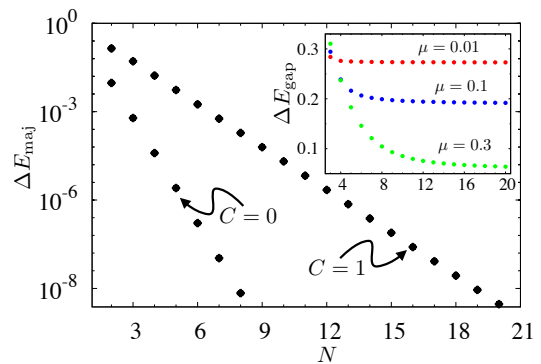 10^0
10^-3
10^-6
10^-8
ΔE_maj
3 6 9 12 15 18 21
N
C = 0
C = 1
0.3
0.2
0.1
ΔE_gap
4 8 12 16 20
μ = 0.01
μ = 0.1
μ = 0.3